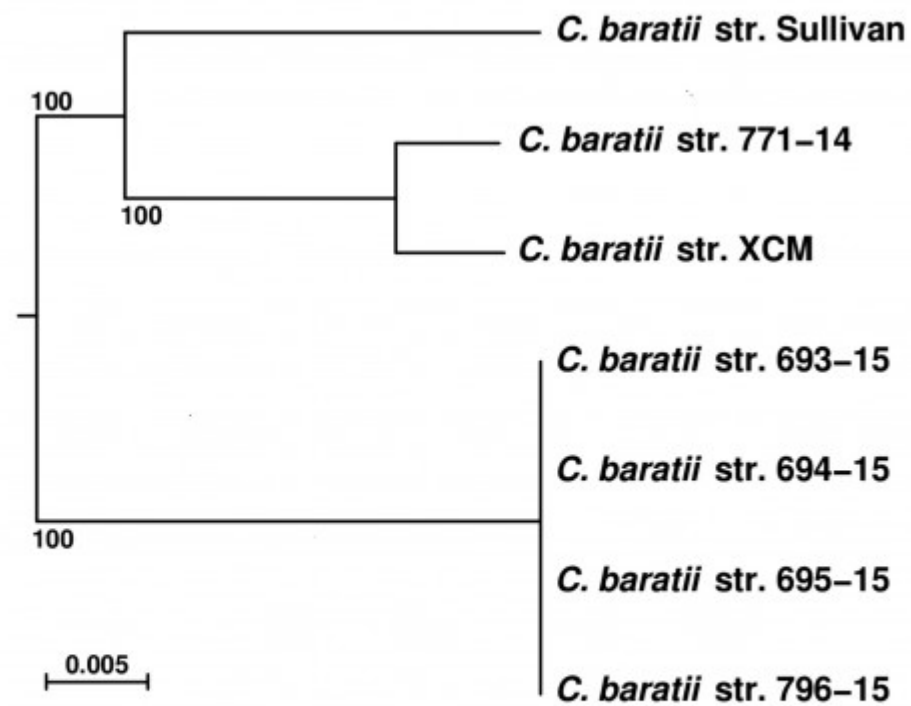 C. baratii str. Sullivan
100
C. baratii str. 771–14
100
C. baratii str. XCM
C. baratii str. 693–15
C. baratii str. 694–15
100
C. baratii str. 695–15
0.005
C. baratii str. 796–15